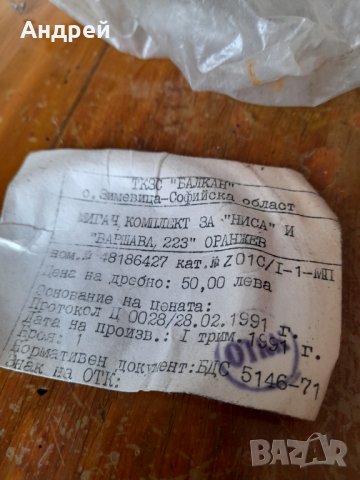 Андрей
ТКЗС "БАЛКАН"
с.Зимевица-Софийска област
МИГАЧ КОМПЛЕКТ ЗА "НИСА" И
"ВАРШАВА 223" ОРАНЖЕВ
ном.№ 48186427 кат.№ Z01C/I-1-МП
Цена на дребно: 50,00 лева
Основание на цената:
Протокол Ц 0028/28.02.1991 г.
Дата на произв.: I трим.1991 г.
Броя: 1
Нормативен документ:БДС 5146-71
Знак на ОТК:
ОТК
BAZAR